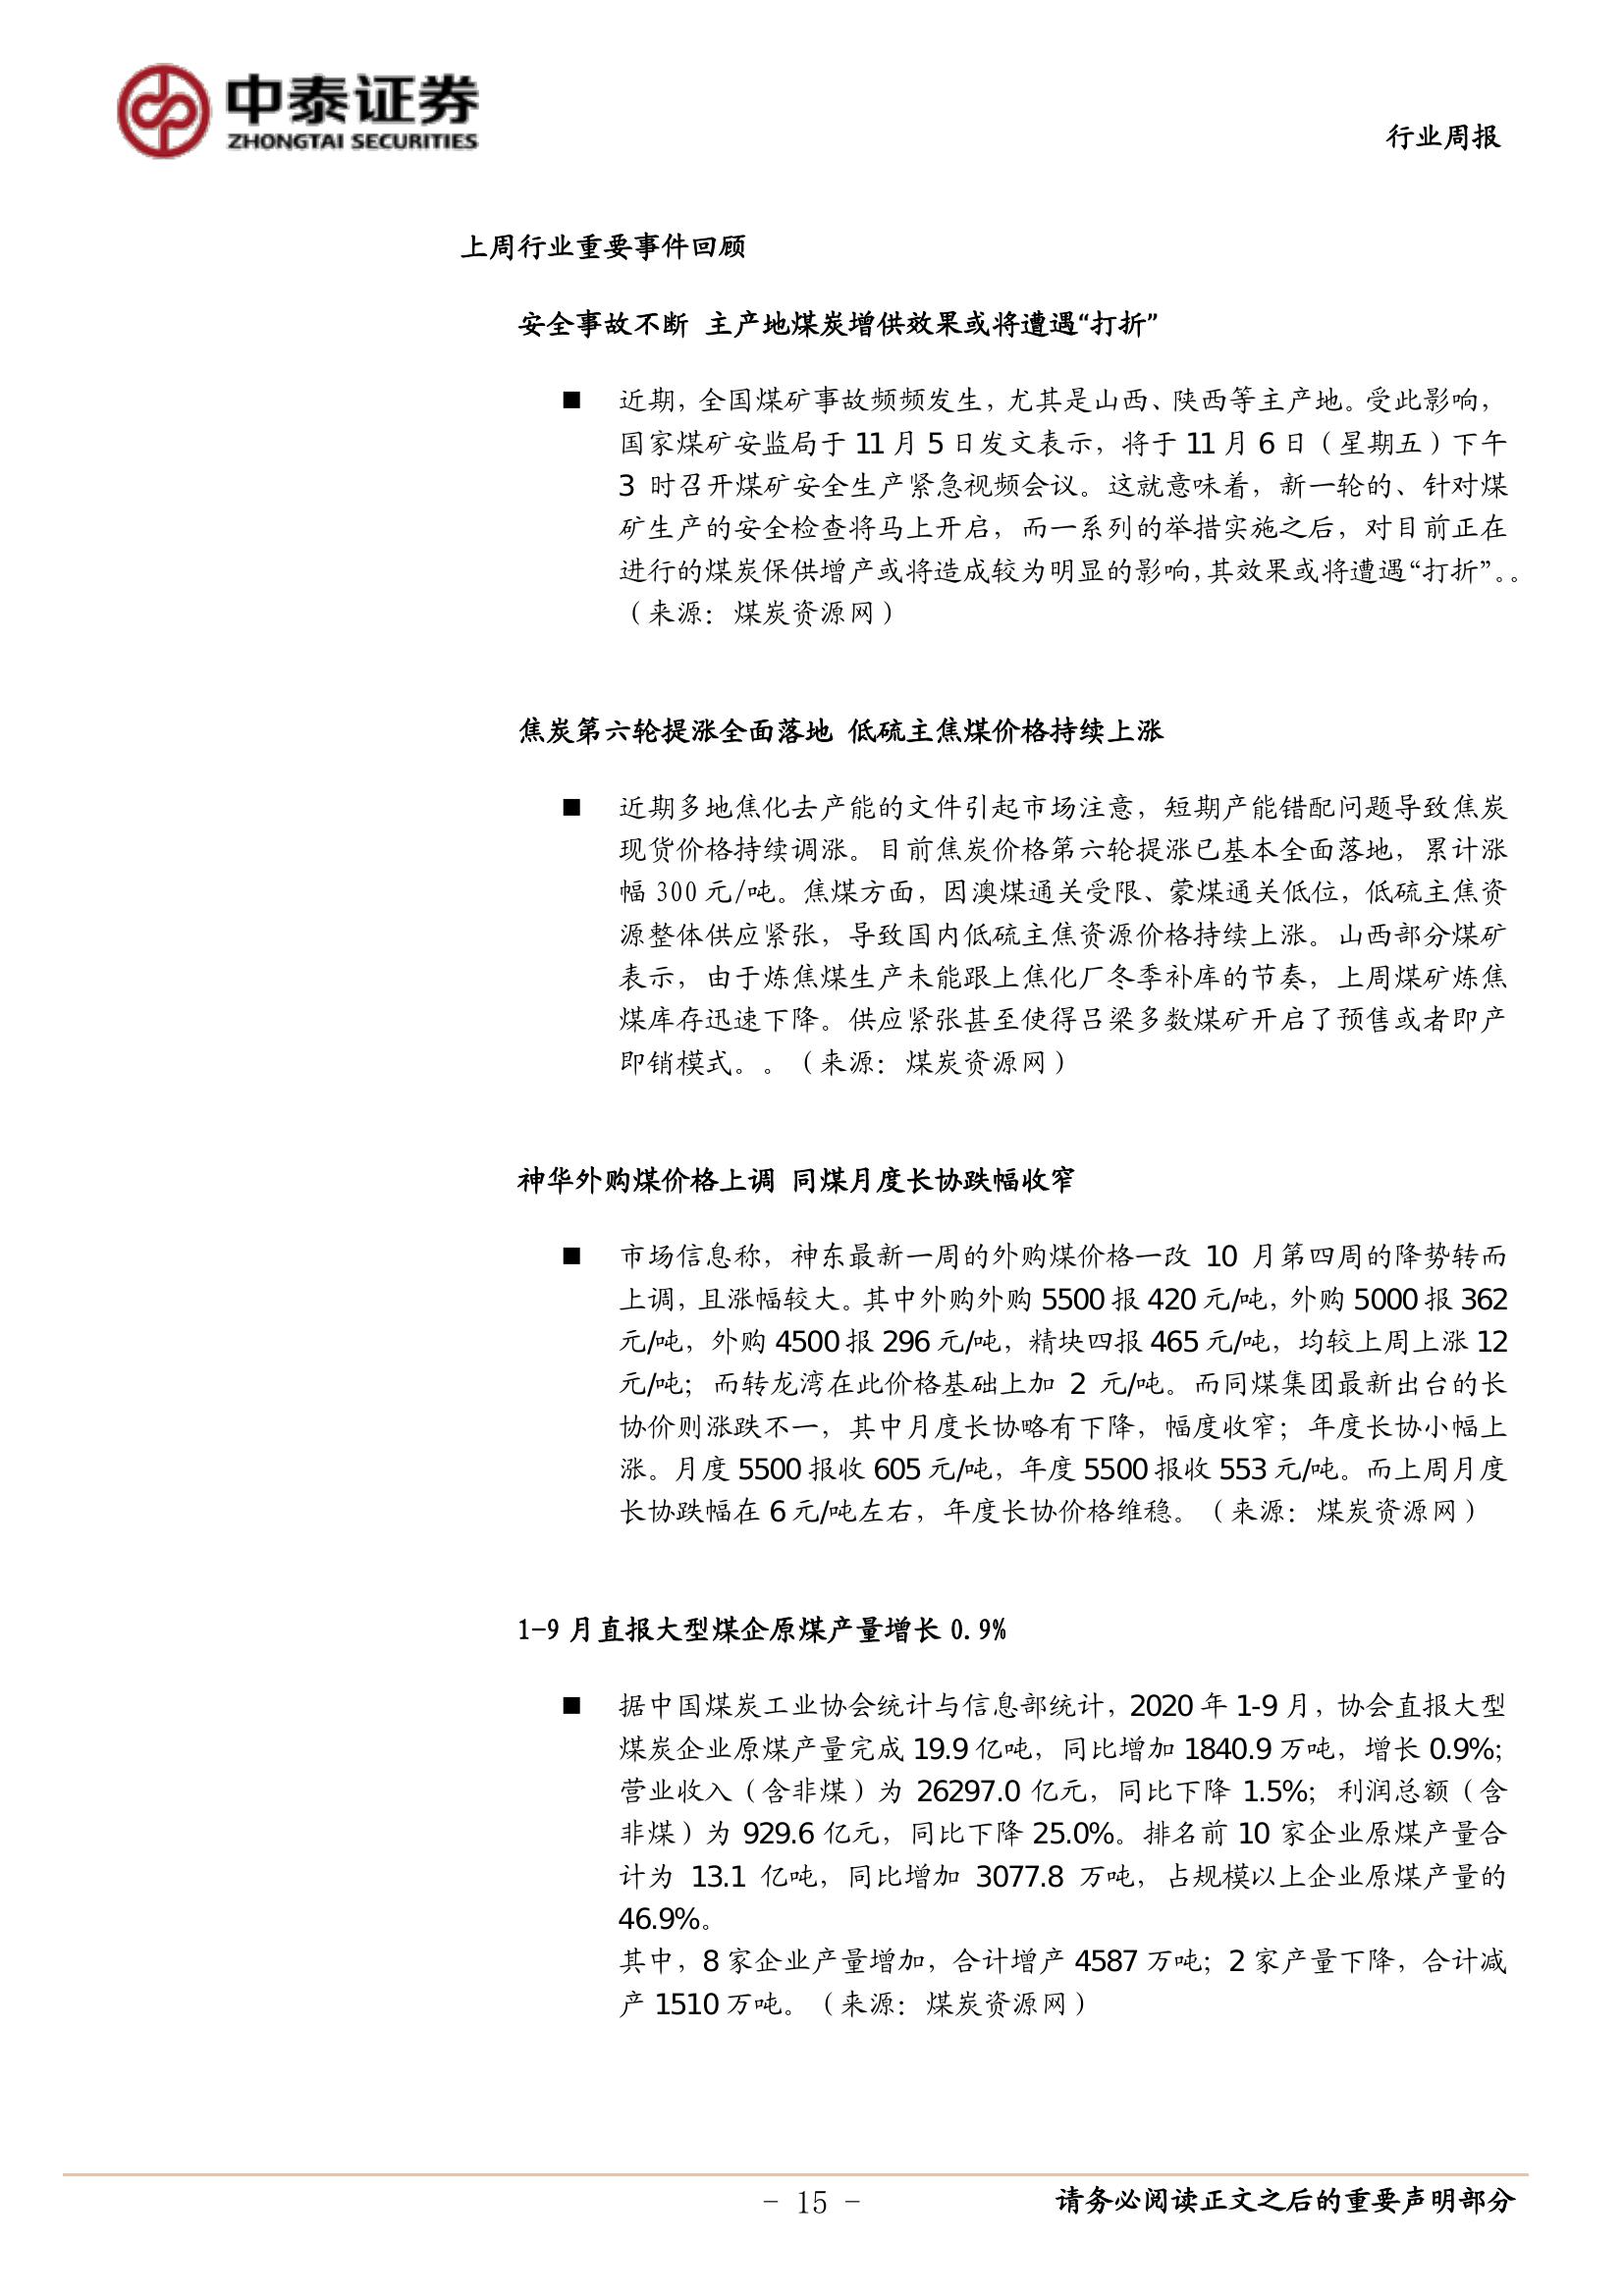 中泰证券
ZHONGTAI SECURITIES
行业周报
上周行业重要事件回顾
安全事故不断 主产地煤炭增供效果或将遭遇“打折”
■ 近期，全国煤矿事故频频发生，尤其是山西、陕西等主产地。受此影响，
国家煤矿安监局于 11 月 5 日发文表示，将于 11 月 6 日（星期五）下午
3 时召开煤矿安全生产紧急视频会议。这就意味着，新一轮的、针对煤
矿生产的安全检查将马上开启，而一系列的举措实施之后，对目前正在
进行的煤炭保供增产或将造成较为明显的影响，其效果或将遭遇“打折”。。
（来源：煤炭资源网）
焦炭第六轮提涨全面落地 低硫主焦煤价格持续上涨
■ 近期多地焦化去产能的文件引起市场注意，短期产能错配问题导致焦炭
现货价格持续调涨。目前焦炭价格第六轮提涨已基本全面落地，累计涨
幅 300 元/吨。焦煤方面，因澳煤通关受限、蒙煤通关低位，低硫主焦资
源整体供应紧张，导致国内低硫主焦资源价格持续上涨。山西部分煤矿
表示，由于炼焦煤生产未能跟上焦化厂冬季补库的节奏，上周煤矿炼焦
煤库存迅速下降。供应紧张甚至使得吕梁多数煤矿开启了预售或者即产
即销模式。。（来源：煤炭资源网）
神华外购煤价格上调 同煤月度长协跌幅收窄
■ 市场信息称，神东最新一周的外购煤价格一改 10 月第四周的降势转而
上调，且涨幅较大。其中外购外购 5500 报 420 元/吨，外购 5000 报 362
元/吨，外购 4500 报 296 元/吨，精块四报 465 元/吨，均较上周上涨 12
元/吨；而转龙湾在此价格基础上加 2 元/吨。而同煤集团最新出台的长
协价则涨跌不一，其中月度长协略有下降，幅度收窄；年度长协小幅上
涨。月度 5500 报收 605 元/吨，年度 5500 报收 553 元/吨。而上周月度
长协跌幅在 6 元/吨左右，年度长协价格维稳。（来源：煤炭资源网）
1-9 月直报大型煤企原煤产量增长 0.9%
■ 据中国煤炭工业协会统计与信息部统计，2020 年 1-9 月，协会直报大型
煤炭企业原煤产量完成 19.9 亿吨，同比增加 1840.9 万吨，增长 0.9%；
营业收入（含非煤）为 26297.0 亿元，同比下降 1.5%；利润总额（含
非煤）为 929.6 亿元，同比下降 25.0%。排名前 10 家企业原煤产量合
计为 13.1 亿吨，同比增加 3077.8 万吨，占规模以上企业原煤产量的
46.9%。
其中，8 家企业产量增加，合计增产 4587 万吨；2 家产量下降，合计减
产 1510 万吨。（来源：煤炭资源网）
- 15 -
请务必阅读正文之后的重要声明部分